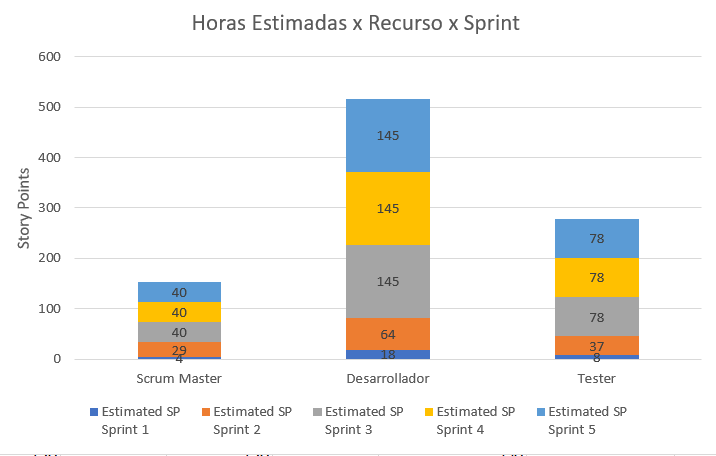 Horas Estimadas x Recurso x Sprint
Story Points
600
500
400
300
200
100
0
40
40
40
29
4
145
145
145
64
18
78
78
78
37
8
Scrum Master
Desarrollador
Tester
Estimated SP
Sprint 1
Estimated SP
Sprint 2
Estimated SP
Sprint 3
Estimated SP
Sprint 4
Estimated SP
Sprint 5